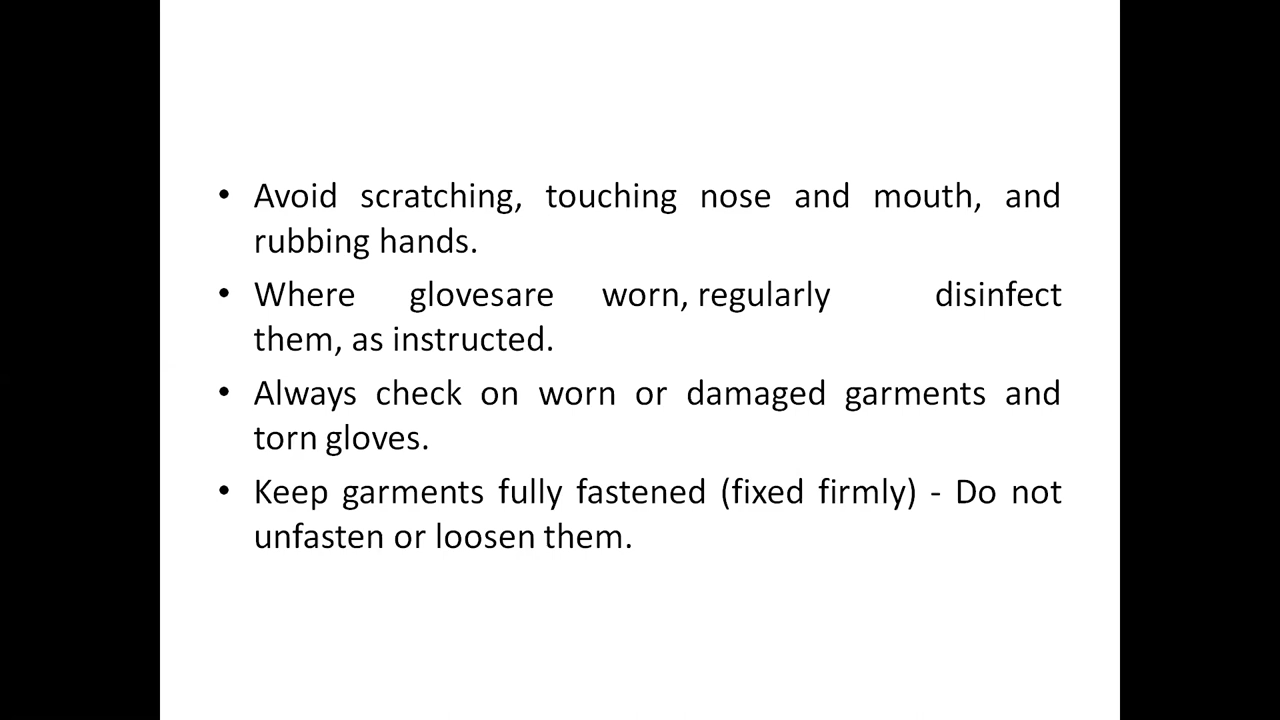 • Avoid scratching, touching nose and mouth, and
rubbing hands.
• Where glovesare worn, regularly disinfect
them, as instructed.
• Always check on worn or damaged garments and
torn gloves.
• Keep garments fully fastened (fixed firmly) - Do not
unfasten or loosen them.